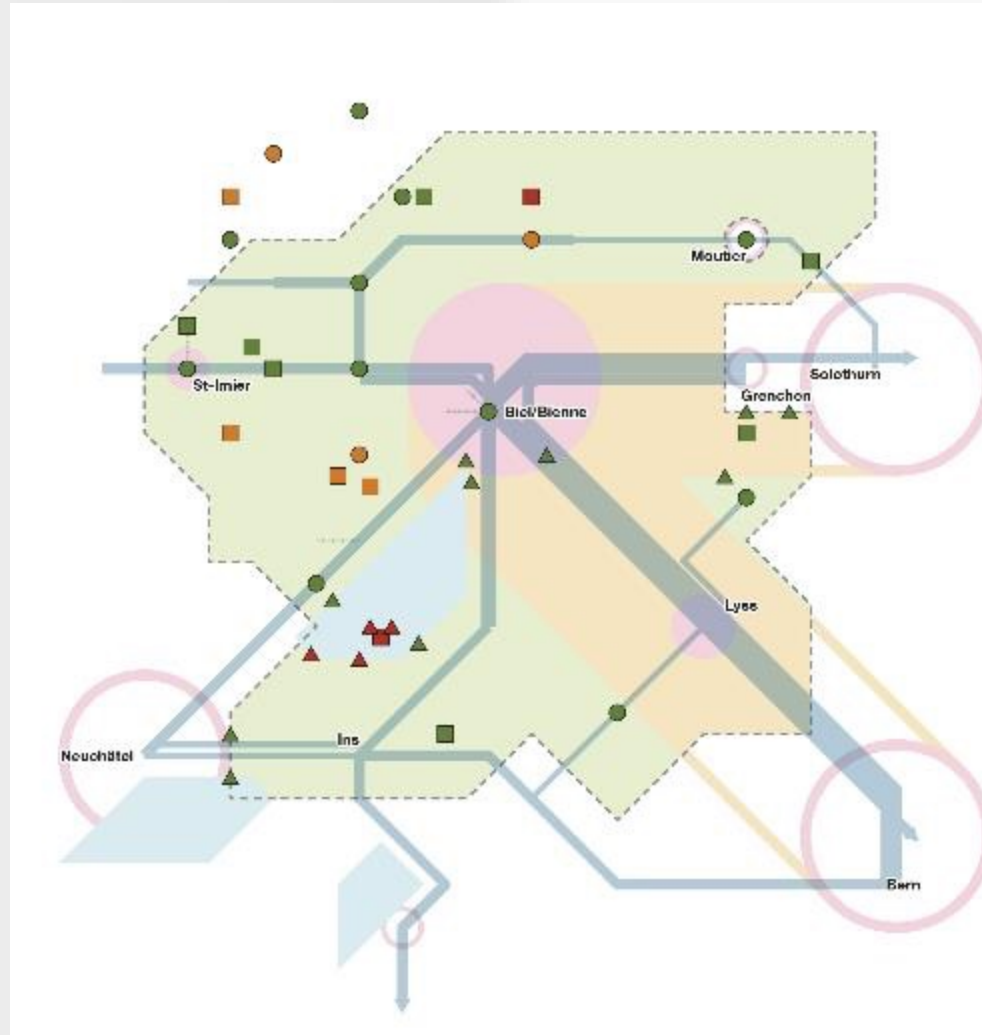 Moutier
Solothurn
St-Imier
Grenchen
Biel/Bienne
Lyss
Ins
Neuchâtel
Bern